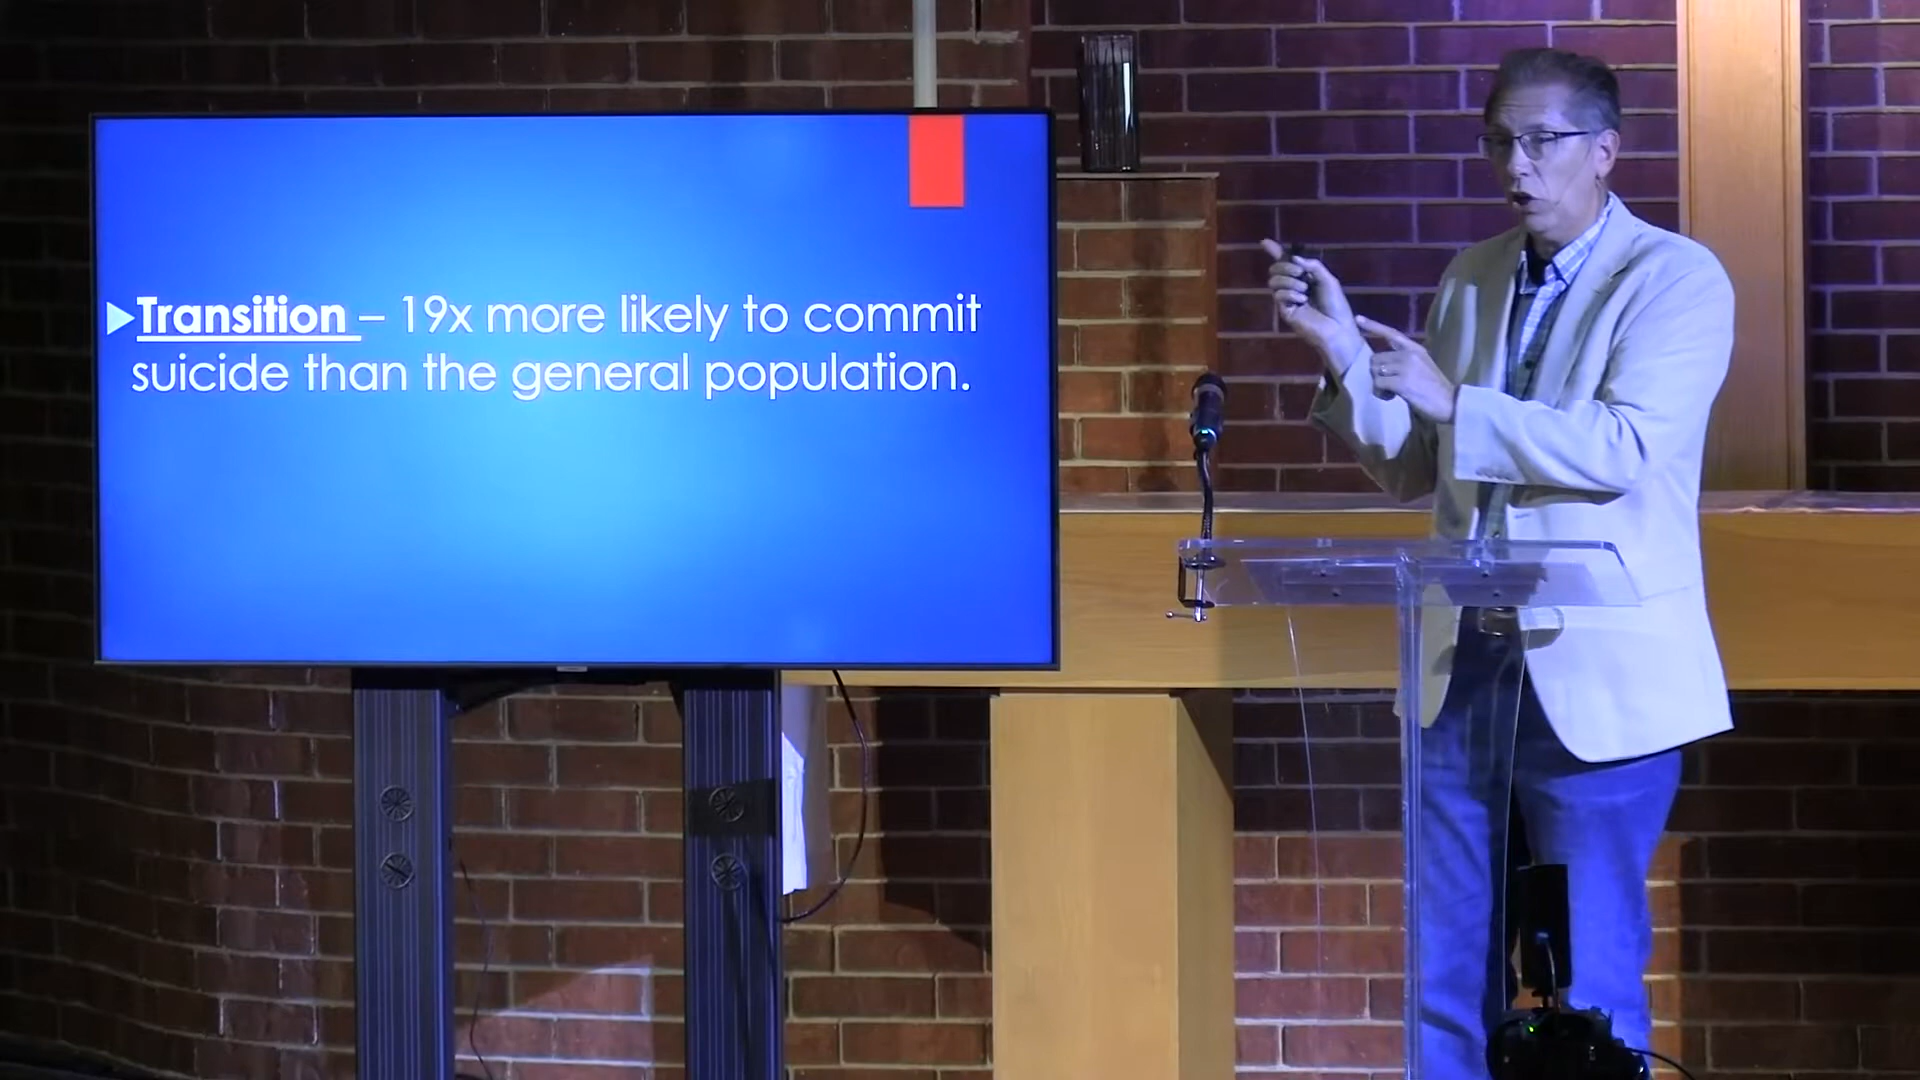 Transition – 19x more likely to commit
suicide than the general population.